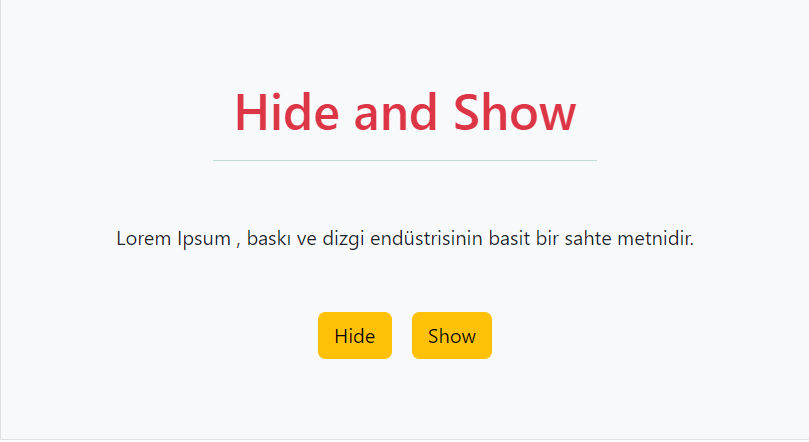 Hide and Show
Lorem Ipsum , baskı ve dizgi endüstrisinin basit bir sahte metnidir.
Hide Show